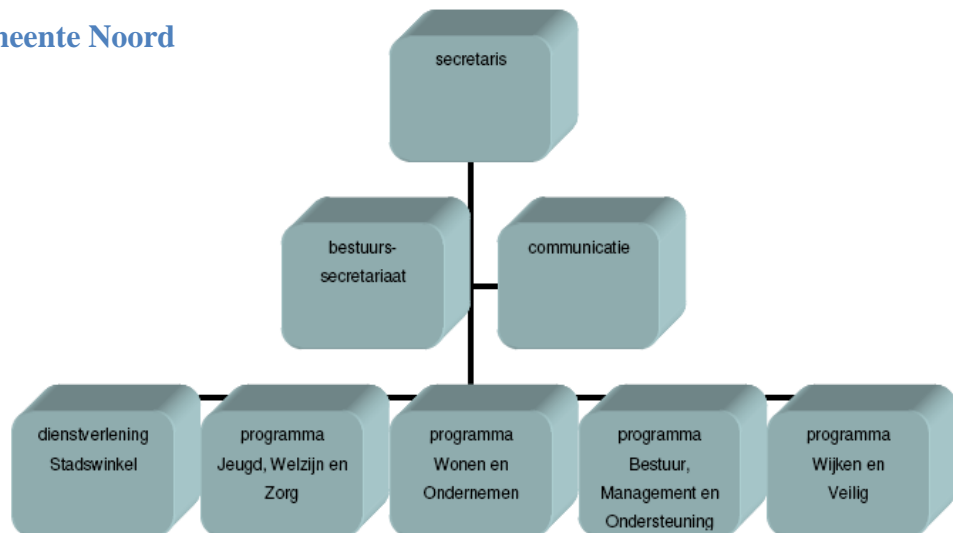 neente Noord
secretaris
bestuurs-
secretariaat
communicatie
dienstverlening
Stadswinkel
programma
Jeugd, Welzijn en
Zorg
programma
Wonen en
Ondernemen
programma
Bestuur,
Management en
Ondersteuning
programma
Wijken en
Veilig